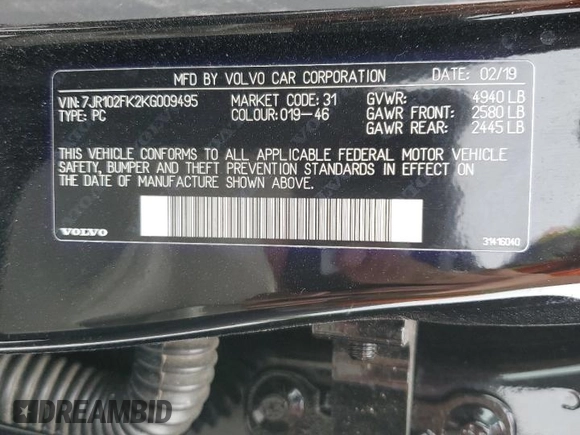 MFD BY VOLVO CAR CORPORATION DATE: 02/19
VIN: 7JR102FK2KG009495 MARKET CODE: 31 GVWR: 4940 LB
TYPE: PC COLOUR: 019-46 GAWR FRONT: 2580 LB
GAWR REAR: 2445 LB
THIS VEHICLE CONFORMS TO ALL APPLICABLE FEDERAL MOTOR VEHICLE
SAFETY, BUMPER AND THEFT PREVENTION STANDARDS IN EFFECT ON
THE DATE OF MANUFACTURE SHOWN ABOVE.
VOLVO 31416040
DREAMBID